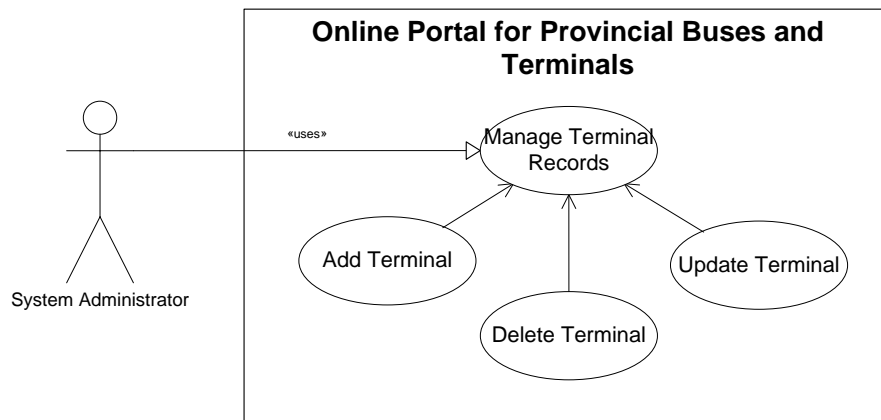 Online Portal for Provincial Buses and
Terminals
«uses»
Manage Terminal
Records
Add Terminal
Update Terminal
System Administrator
Delete Terminal